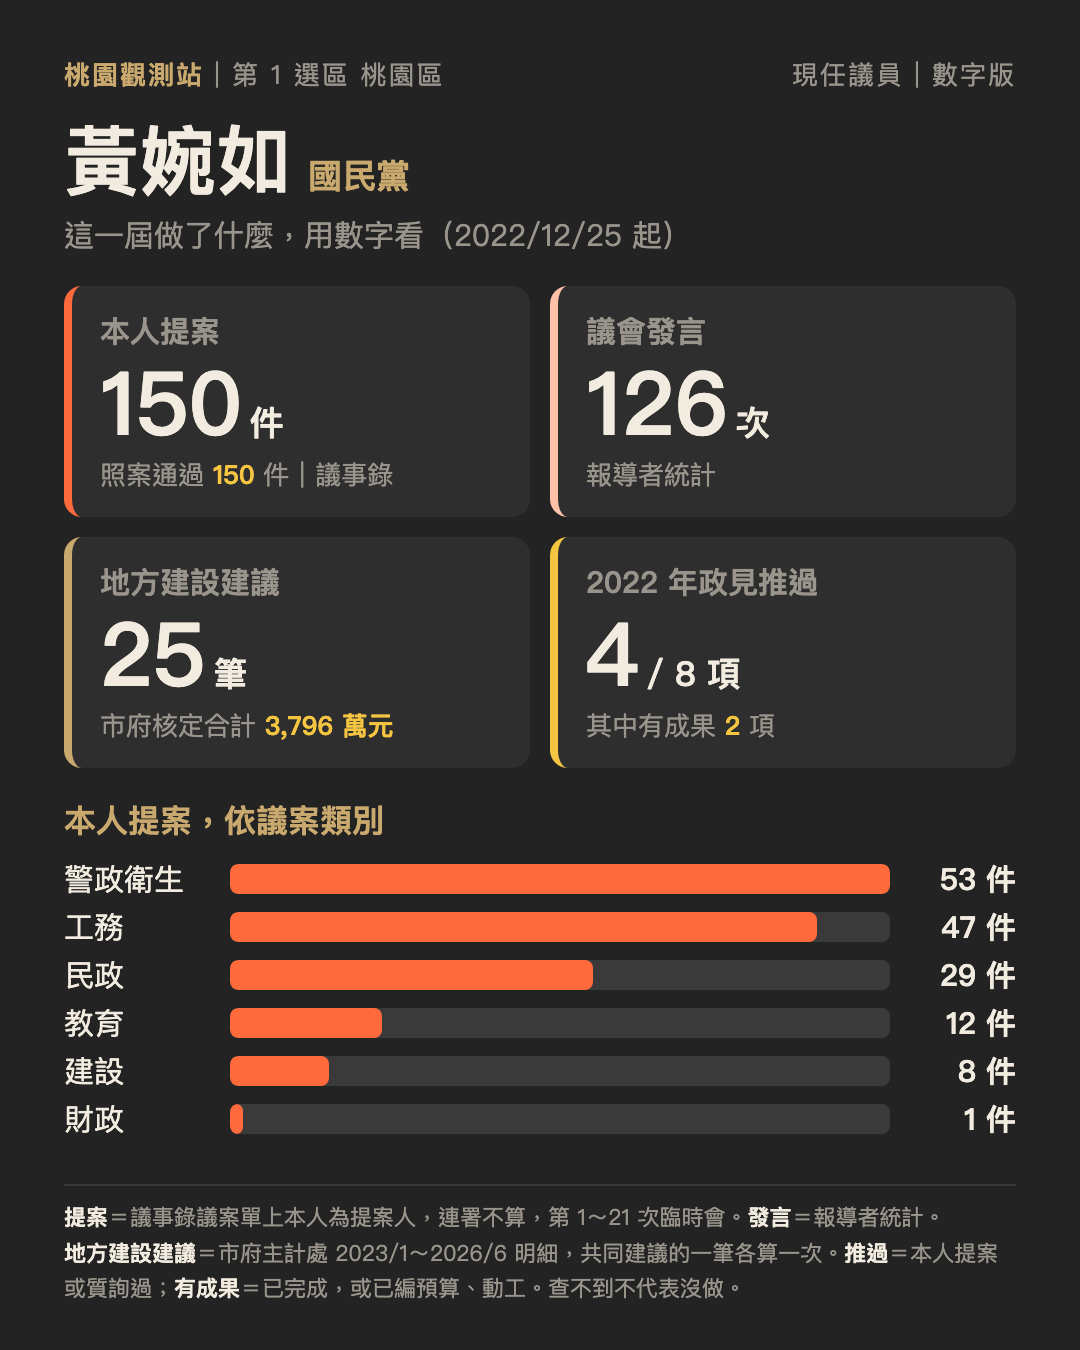 桃園觀測站｜第 1 選區 桃園區
現任議員｜數字版
黃婉如 國民黨
這一屆做了什麼，用數字看（2022/12/25 起）
本人提案
150 件
照案通過 150 件｜議事錄
議會發言
126 次
報導者統計
地方建設建議
25 筆
市府核定合計 3,796 萬元
2022 年政見推過
4 / 8 項
其中有成果 2 項
本人提案，依議案類別
警政衛生 53 件
工務 47 件
民政 29 件
教育 12 件
建設 8 件
財政 1 件
提案＝議事錄議案單上本人為提案人，連署不算，第 1～21 次臨時會。發言＝報導者統計。
地方建設建議＝市府主計處 2023/1～2026/6 明細，共同建議的一筆各算一次。推過＝本人提案
或質詢過；有成果＝已完成，或已編預算、動工。查不到不代表沒做。